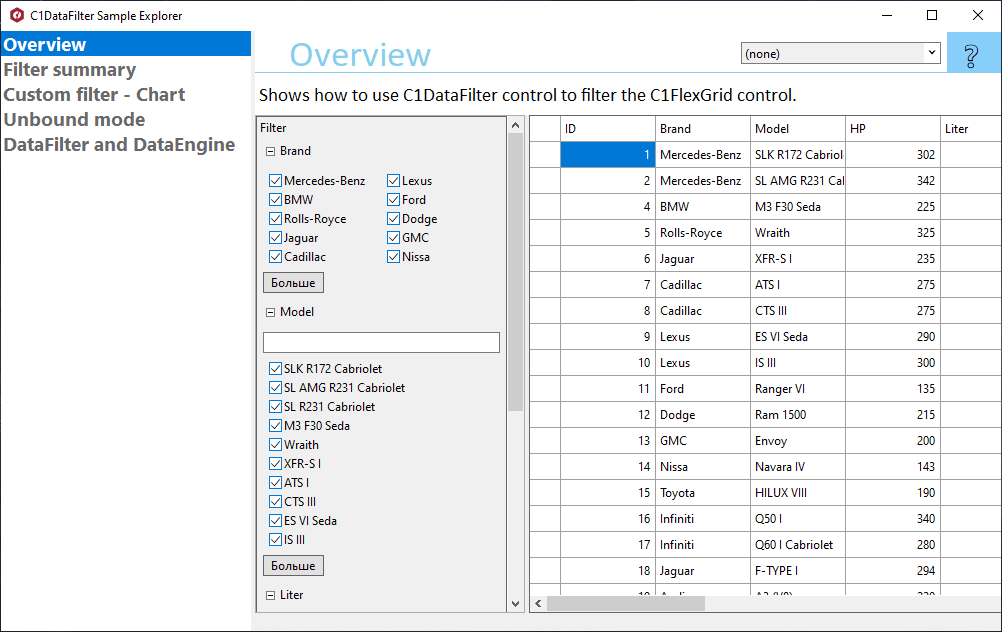 C1DataFilter Sample Explorer
Overview
Filter summary
Custom filter - Chart
Unbound mode
DataFilter and DataEngine
Overview
(none)
?
Shows how to use C1DataFilter control to filter the C1FlexGrid control.
Filter
Brand
Mercedes-Benz Lexus
BMW Ford
Rolls-Royce Dodge
Jaguar GMC
Cadillac Nissa
Больше
Model
SLK R172 Cabriolet
SL AMG R231 Cabriolet
SL R231 Cabriolet
M3 F30 Seda
Wraith
XFR-S I
ATS I
CTS III
ES VI Seda
IS III
Больше
Liter
ID Brand Model HP Liter
1 Mercedes-Benz SLK R172 Cabriol 302
2 Mercedes-Benz SL AMG R231 Cal 342
4 BMW M3 F30 Seda 225
5 Rolls-Royce Wraith 325
6 Jaguar XFR-S I 235
7 Cadillac ATS I 275
8 Cadillac CTS III 275
9 Lexus ES VI Seda 290
10 Lexus IS III 300
11 Ford Ranger VI 135
12 Dodge Ram 1500 215
13 GMC Envoy 200
14 Nissa Navara IV 143
15 Toyota HILUX VIII 190
16 Infiniti Q50 I 340
17 Infiniti Q60 I Cabriolet 280
18 Jaguar F-TYPE I 294